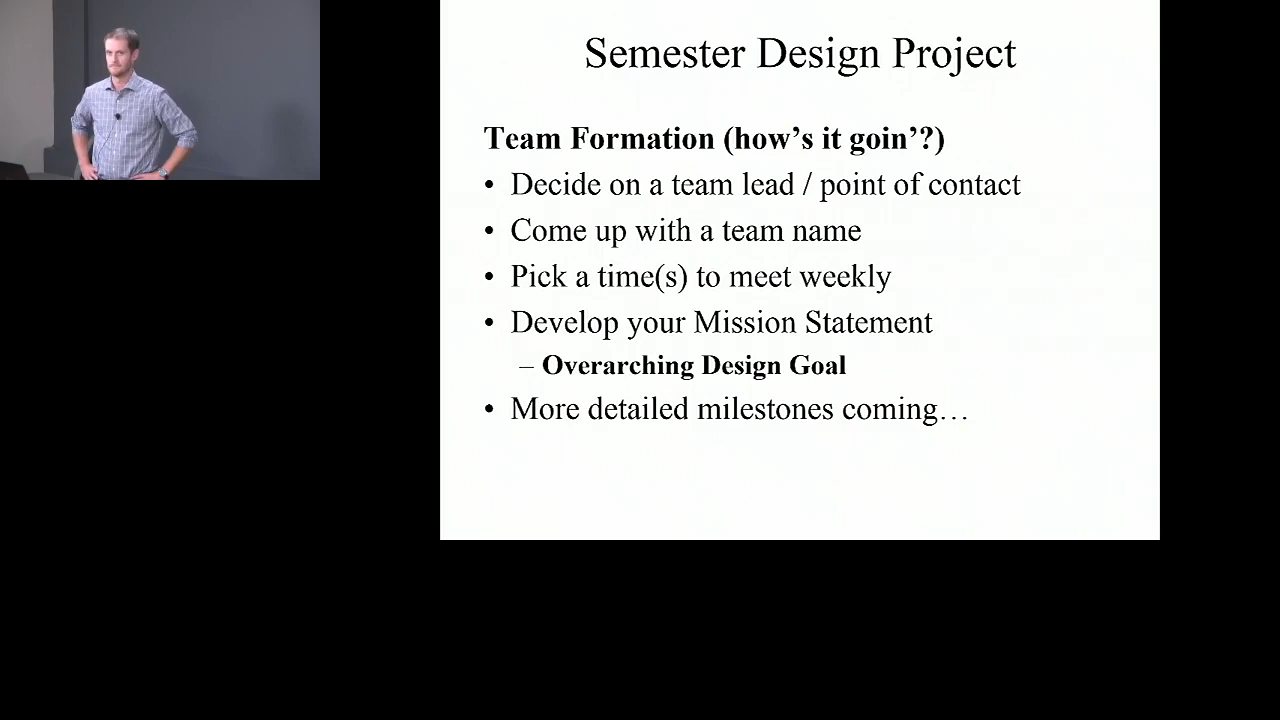 Semester Design Project
Team Formation (how’s it goin’?)
• Decide on a team lead / point of contact
• Come up with a team name
• Pick a time(s) to meet weekly
• Develop your Mission Statement
– Overarching Design Goal
• More detailed milestones coming…